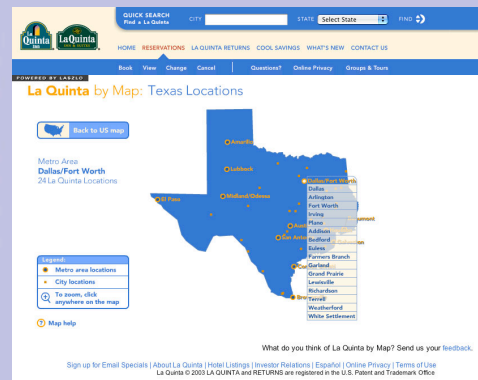 QUICK SEARCH
Find a La Quinta
CITY
STATE Select State
FIND
La Quinta
INN
La Quinta
INN & SUITES
HOME RESERVATIONS LA QUINTA RETURNS COOL SAVINGS WHAT'S NEW CONTACT US
Book View Change Cancel Questions? Online Privacy Groups & Tours
POWERED BY LASZLO
La Quinta by Map: Texas Locations
Back to US map
Metro Area
Dallas/Fort Worth
24 La Quinta Locations
Amarillo
Lubbock
Midland/Odessa
El Paso
Dallas/Fort Worth
Dallas
Arlington
Fort Worth
Irving
Plano
Addison
Bedford
Euless
Farmers Branch
Garland
Grand Prairie
Lewisville
Richardson
Terrell
Weatherford
White Settlement
Legend:
Metro area locations
City locations
To zoom, click
anywhere on the map
Map help
What do you think of La Quinta by Map? Send us your feedback.
Sign up for Email Specials | About La Quinta | Hotel Listings | Investor Relations | Español | Online Privacy | Terms of Use
La Quinta © 2003 LA QUINTA and RETURNS are registered in the U.S. Patent and Trademark Office